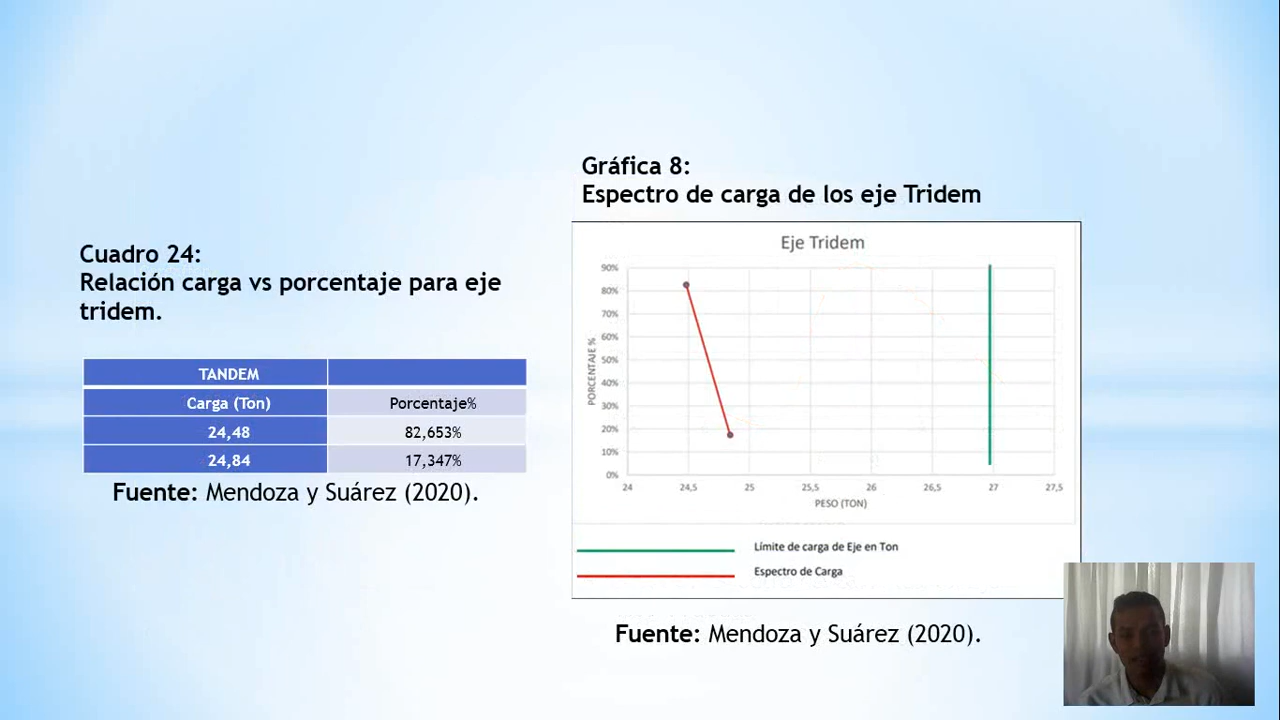 Cuadro 24:
Relación carga vs porcentaje para eje
tridem.
TANDEM
Carga (Ton) Porcentaje%
24,48 82,653%
24,84 17,347%
Fuente: Mendoza y Suárez (2020).
Gráfica 8:
Espectro de carga de los eje Tridem
Eje Tridem
PORCENTAJE %
90%
80%
70%
60%
50%
40%
30%
20%
10%
0%
24 24,5 25 25,5 26 26,5 27 27,5
PESO (TON)
Límite de carga de Eje en Ton
Espectro de Carga
Fuente: Mendoza y Suárez (2020).